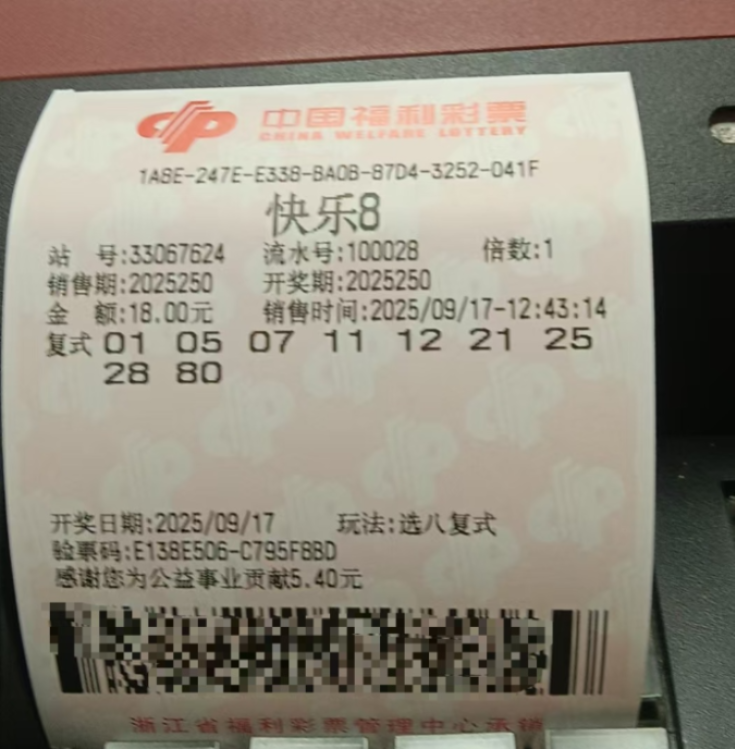 中国福利彩票
CHINA WELFARE LOTTERY
1A8E-247E-E338-BA0B-87D4-3252-041F
快乐8
站 号:33067624 流水号:100028 倍数:1
销售期:2025250 开奖期:2025250
金 额:18.00元 销售时间:2025/09/17-12:43:14
复式 01 05 07 11 12 21 25
28 80
开奖日期:2025/09/17 玩法:选八复式
验票码:E138E506-C795F8BD
感谢您为公益事业贡献5.40元
浙江省福利彩票管理中心承销